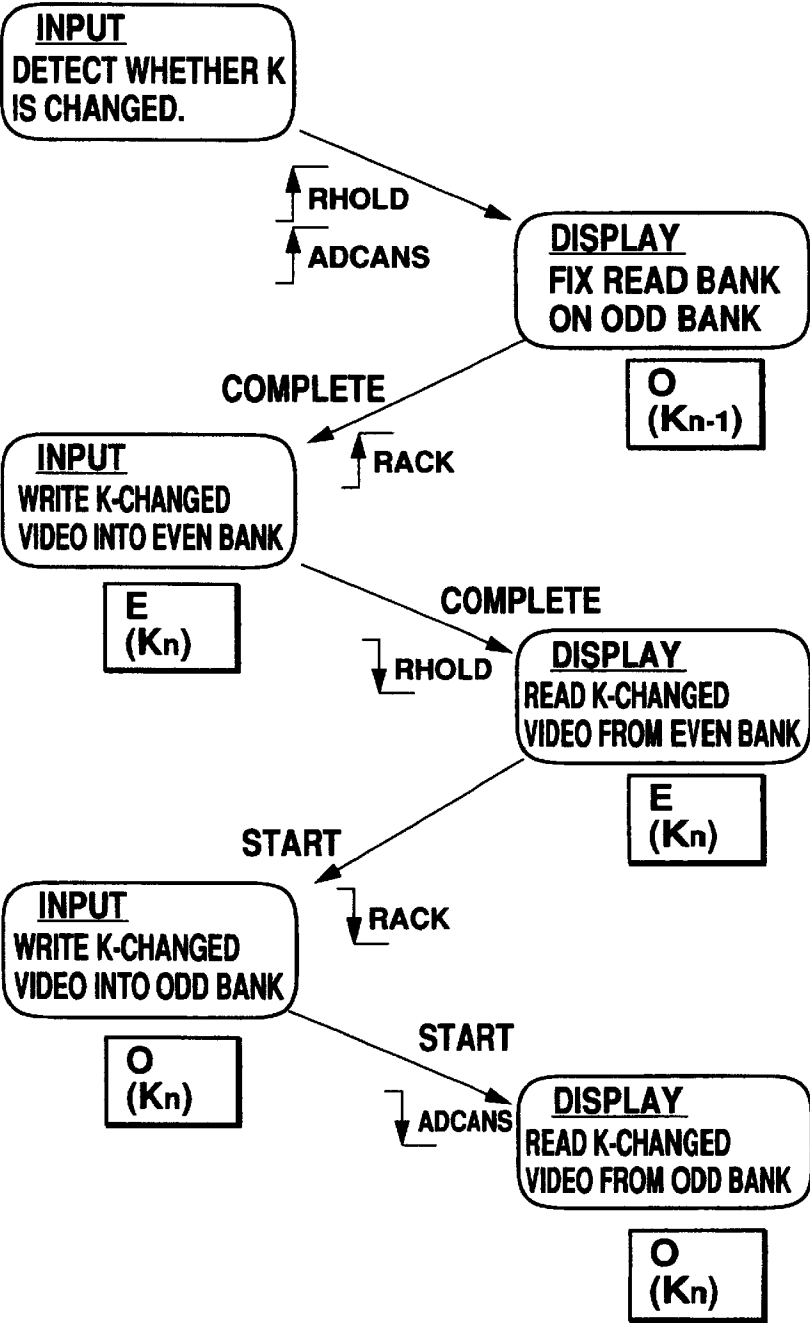 INPUT
DETECT WHETHER K
IS CHANGED.
RHOLD
ADCANS
DISPLAY
FIX READ BANK
ON ODD BANK
O
(Kn-1)
COMPLETE
RACK
INPUT
WRITE K-CHANGED
VIDEO INTO EVEN BANK
E
(Kn)
COMPLETE
RHOLD
DISPLAY
READ K-CHANGED
VIDEO FROM EVEN BANK
E
(Kn)
START
RACK
INPUT
WRITE K-CHANGED
VIDEO INTO ODD BANK
O
(Kn)
START
ADCANS
DISPLAY
READ K-CHANGED
VIDEO FROM ODD BANK
O
(Kn)